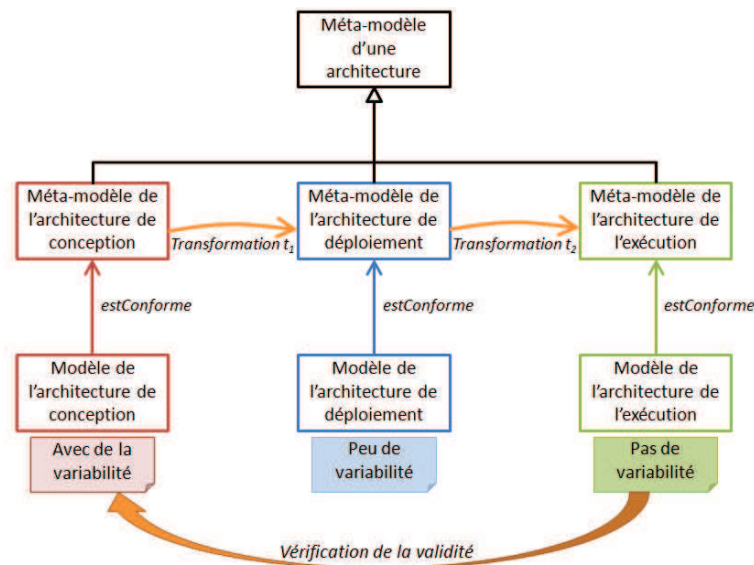 Méta-modèle
d'une
architecture
Méta-modèle de
l'architecture de
conception
Transformation t₁
Méta-modèle de
l'architecture de
déploiement
Transformation t₂
Méta-modèle de
l'architecture de
l'exécution
estConforme
estConforme
estConforme
Modèle de
l'architecture de
conception
Modèle de
l'architecture de
déploiement
Modèle de
l'architecture de
l'exécution
Avec de la
variabilité
Peu de
variabilité
Pas de
variabilité
Vérification de la validité